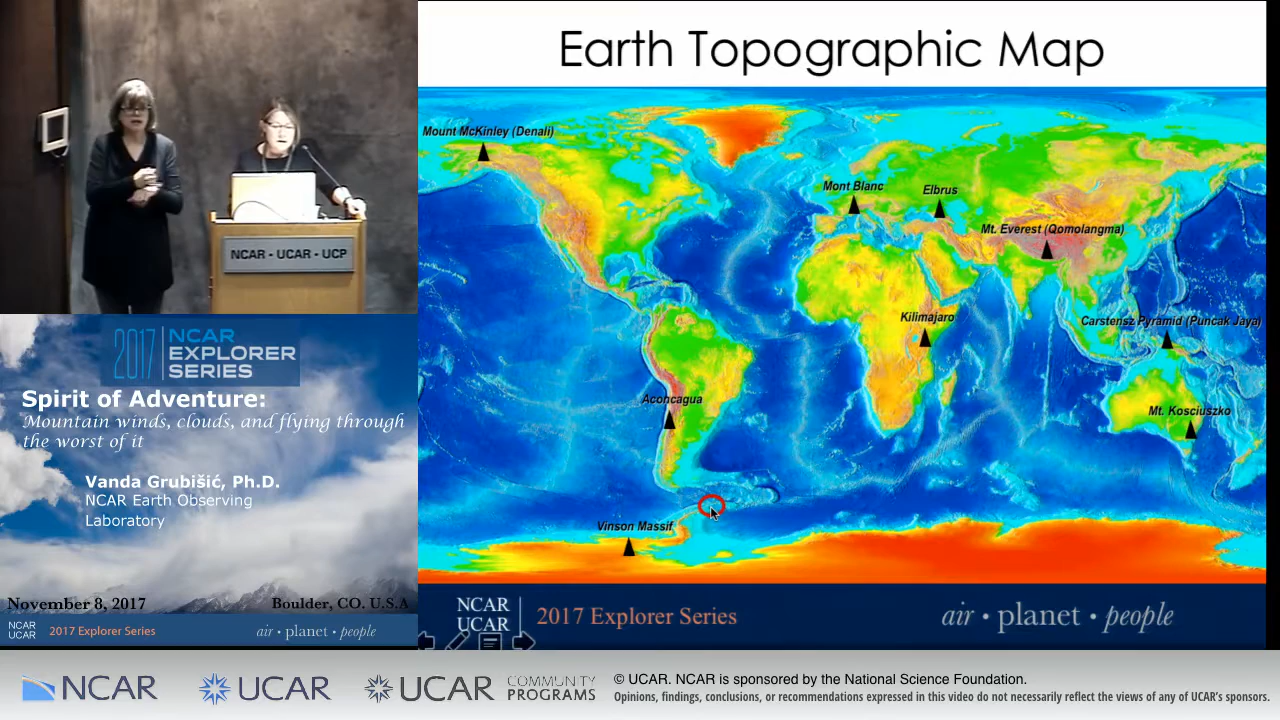 NCAR - UCAR - UCP
2017 NCAR
EXPLORER
SERIES
Spirit of Adventure:
Mountain winds, clouds, and flying through
the worst of it
Vanda Grubišić, Ph.D.
NCAR Earth Observing
Laboratory
November 8, 2017 Boulder, CO. U.S.A
NCAR
UCAR
2017 Explorer Series
air • planet • people
Earth Topographic Map
Mount McKinley (Denali)
Mont Blanc
Elbrus
Mt. Everest (Qomolangma)
Kilimajaro
Carstensz Pyramid (Puncak Jaya)
Aconcagua
Mt. Kosciuszko
Vinson Massif
NCAR
UCAR
2017 Explorer Series
air • planet • people
NCAR
UCAR
UCAR
COMMUNITY
PROGRAMS
© UCAR. NCAR is sponsored by the National Science Foundation.
Opinions, findings, conclusions, or recommendations expressed in this video do not necessarily reflect the views of any of UCAR's sponsors.